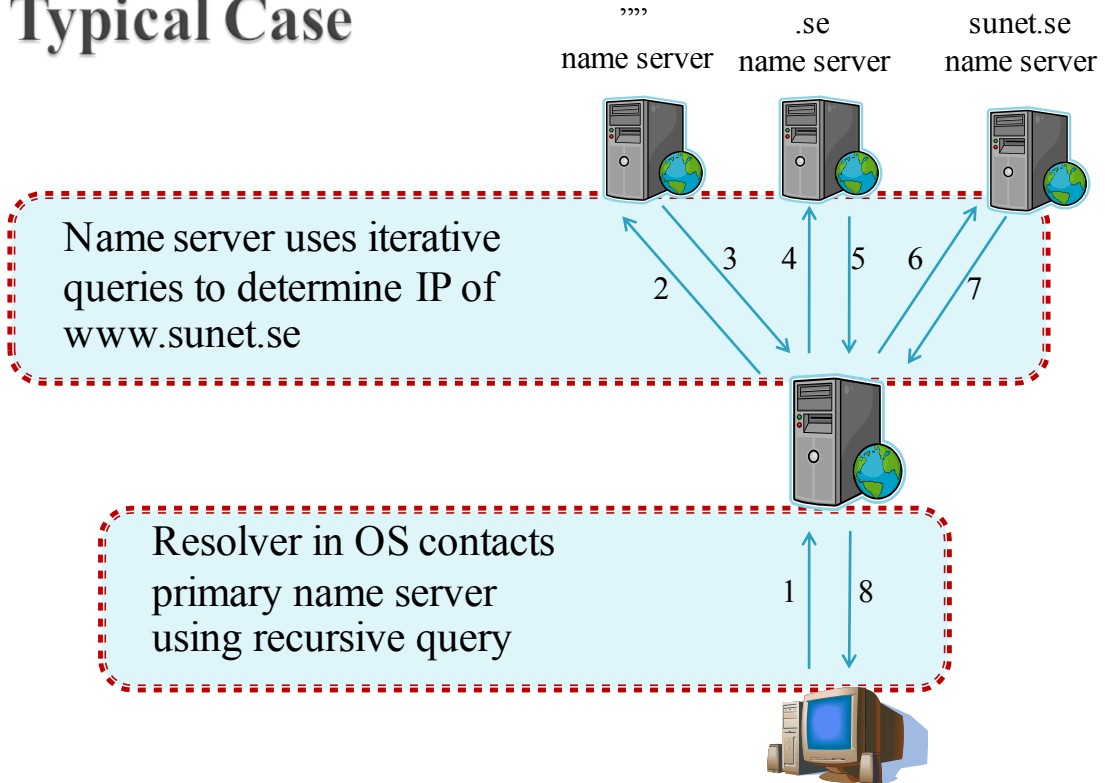 Typical Case
””
name server
.se
name server
sunet.se
name server
Name server uses iterative
queries to determine IP of
www.sunet.se
2
3
4
5
6
7
Resolver in OS contacts
primary name server
using recursive query
1
8